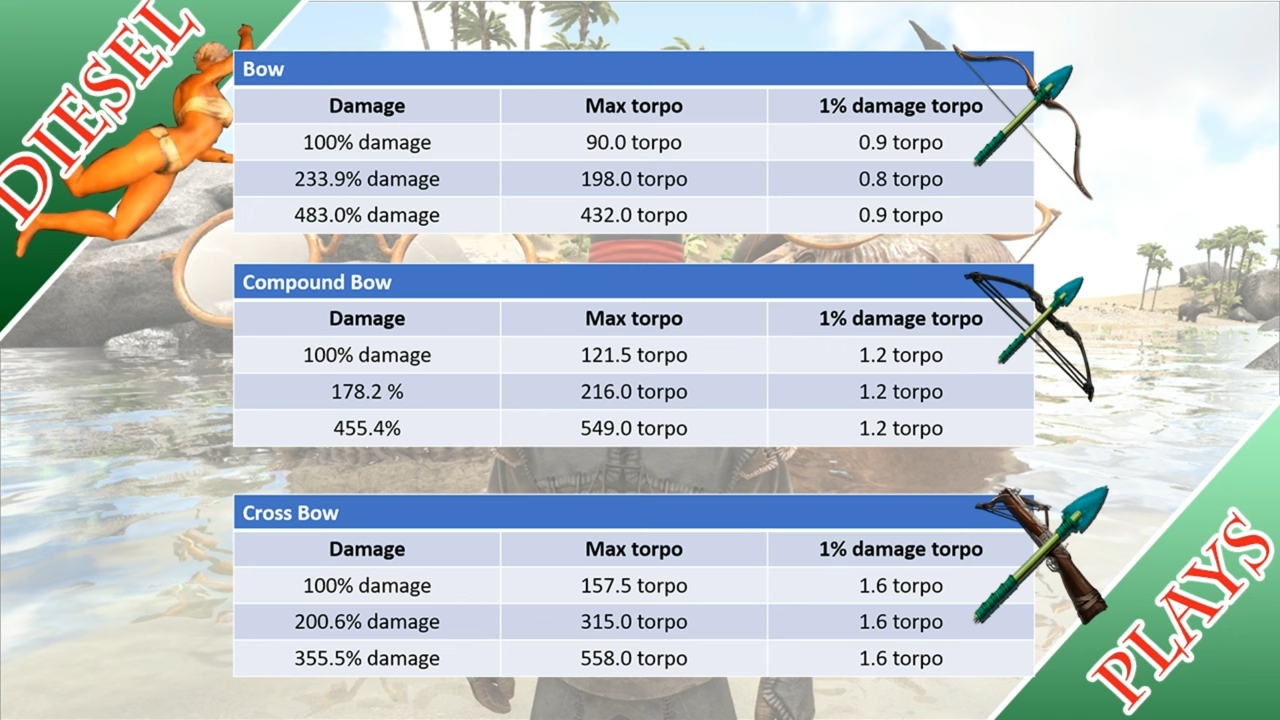 DIESEL
Bow
Damage Max torpo 1% damage torpo
100% damage 90.0 torpo 0.9 torpo
233.9% damage 198.0 torpo 0.8 torpo
483.0% damage 432.0 torpo 0.9 torpo
Compound Bow
Damage Max torpo 1% damage torpo
100% damage 121.5 torpo 1.2 torpo
178.2 % 216.0 torpo 1.2 torpo
455.4% 549.0 torpo 1.2 torpo
Cross Bow
Damage Max torpo 1% damage torpo
100% damage 157.5 torpo 1.6 torpo
200.6% damage 315.0 torpo 1.6 torpo
355.5% damage 558.0 torpo 1.6 torpo
PLAYS